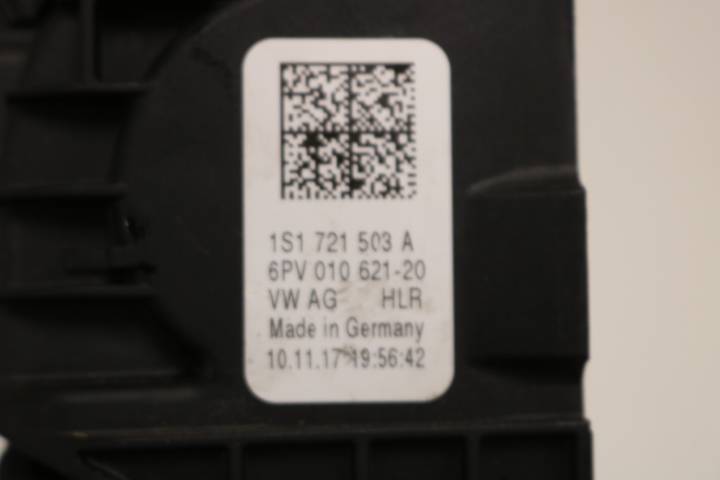 1S1 721 503 A
6PV 010 621-20
VW AG HLR
Made in Germany
10.11.17 19:56:42